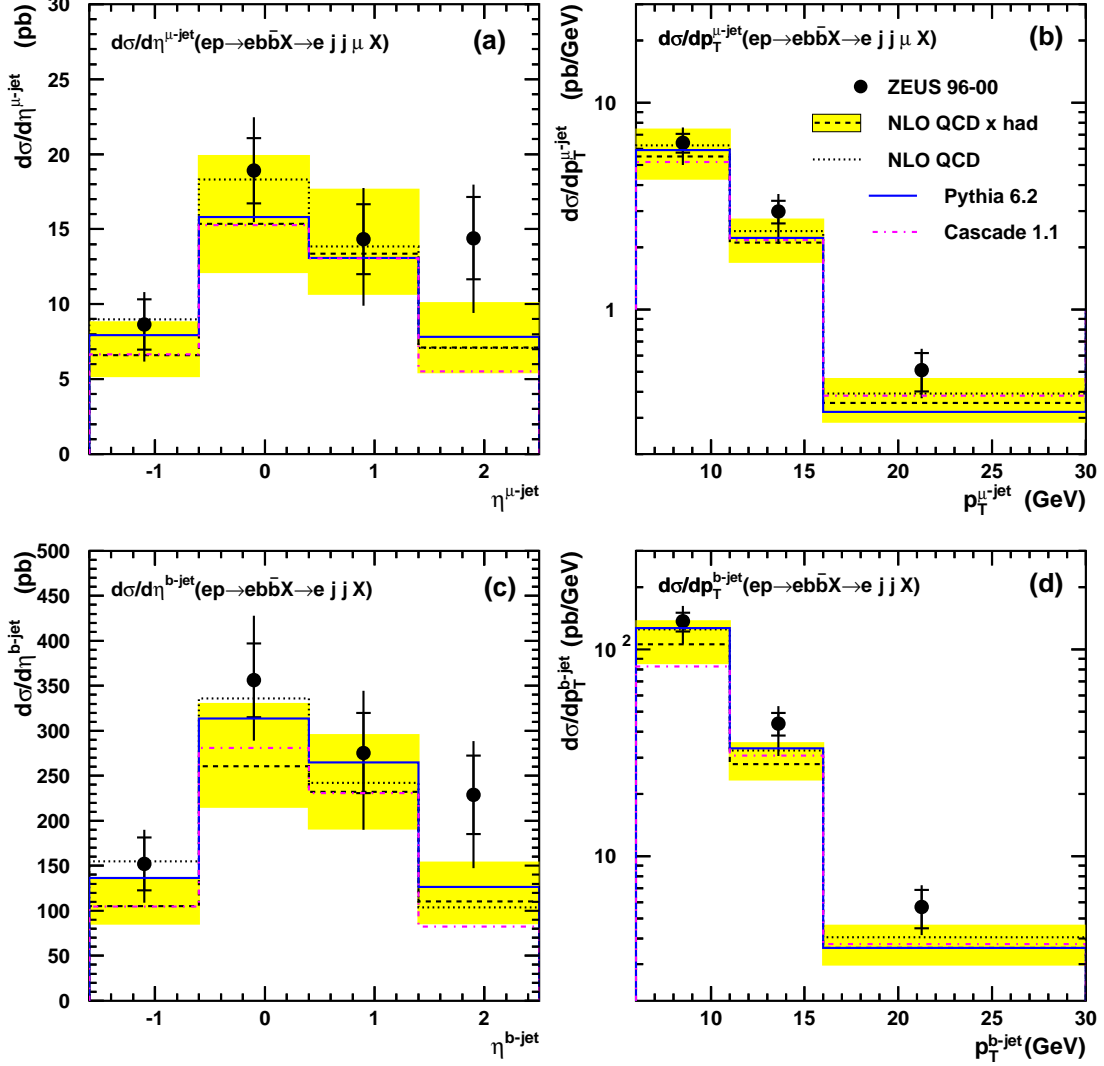 dσ/dη^μ-jet (pb)
dσ/dη^μ-jet(ep→ebb̄X→e j j μ X)
(a)
30
25
20
15
10
5
0
-1 0 1 2
η^μ-jet
dσ/dp_T^μ-jet (pb/GeV)
dσ/dp_T^μ-jet(ep→ebb̄X→e j j μ X)
(b)
ZEUS 96-00
NLO QCD x had
NLO QCD
Pythia 6.2
Cascade 1.1
10
1
10 15 20 25 30
p_T^μ-jet (GeV)
dσ/dη^b-jet (pb)
dσ/dη^b-jet(ep→ebb̄X→e j j X)
(c)
500
450
400
350
300
250
200
150
100
50
0
-1 0 1 2
η^b-jet
dσ/dp_T^b-jet (pb/GeV)
dσ/dp_T^b-jet(ep→ebb̄X→e j j X)
(d)
10^2
10
10 15 20 25 30
p_T^b-jet (GeV)